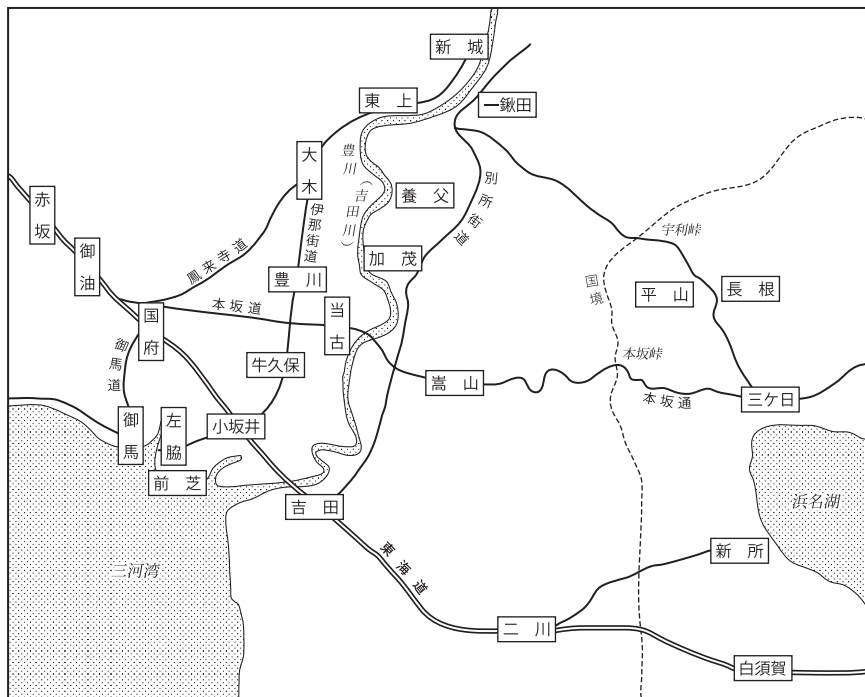 新城
東上
一鍬田
大木
豊川(吉田川)
養父
別所街道
赤坂
御油
伊那街道
加茂
宇利峠
鳳来寺道
豊川
国境
平山
長根
国府
本坂道
当古
御馬道
牛久保
嵩山
本坂峠
本坂通
三ケ日
御馬
左脇
小坂井
前芝
吉田
浜名湖
三河湾
東海道
新所
二川
白須賀